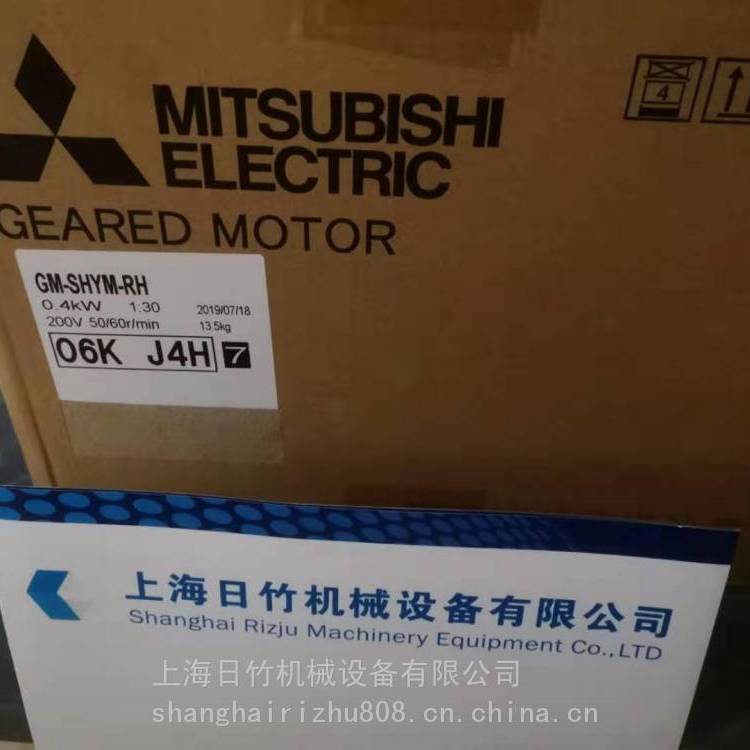 MITSUBISHI
ELECTRIC
4
GEARED MOTOR
GM-SHYM-RH
0.4kW 1:30 2019/07/18
200V 50/60r/min 13.5kg
O6K J4H 7
上海日竹机械设备有限公司
Shanghai Rizju Machinery Equipment Co.,LTD
上海日竹机械设备有限公司
shanghairizhu808.cn.china.cn